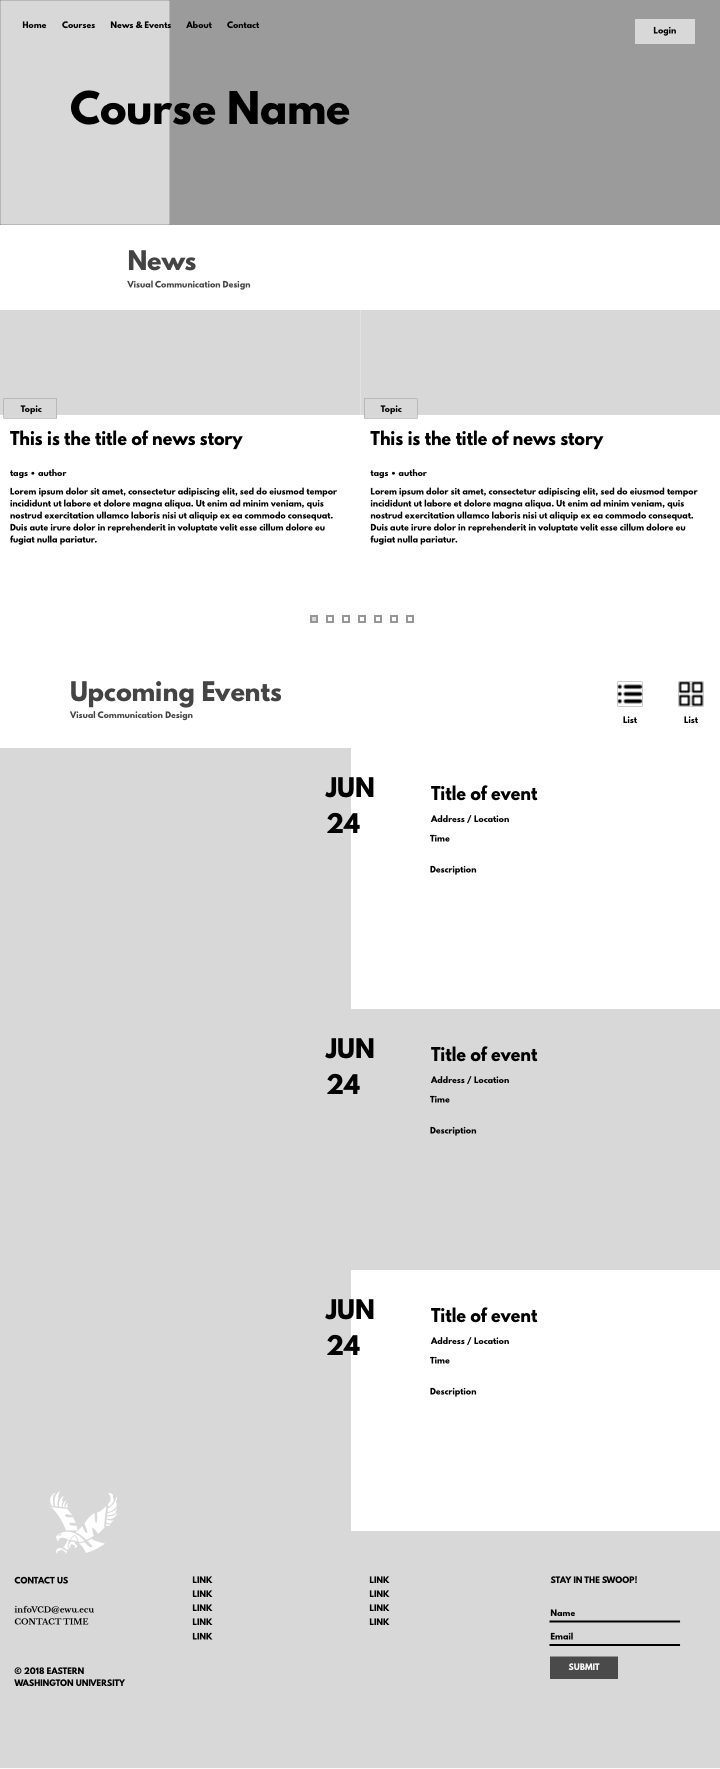 Home Courses News & Events About Contact
Login
Course Name
News
Visual Communication Design
Topic
This is the title of news story
tags • author
Lorem ipsum dolor sit amet, consectetur adipiscing elit, sed do eiusmod tempor
incididunt ut labore et dolore magna aliqua. Ut enim ad minim veniam, quis
nostrud exercitation ullamco laboris nisi ut aliquip ex ea commodo consequat.
Duis aute irure dolor in reprehenderit in voluptate velit esse cillum dolore eu
fugiat nulla pariatur.
Topic
This is the title of news story
tags • author
Lorem ipsum dolor sit amet, consectetur adipiscing elit, sed do eiusmod tempor
incididunt ut labore et dolore magna aliqua. Ut enim ad minim veniam, quis
nostrud exercitation ullamco laboris nisi ut aliquip ex ea commodo consequat.
Duis aute irure dolor in reprehenderit in voluptate velit esse cillum dolore eu
fugiat nulla pariatur.
Upcoming Events
Visual Communication Design
List
List
JUN
24
Title of event
Address / Location
Time
Description
JUN
24
Title of event
Address / Location
Time
Description
JUN
24
Title of event
Address / Location
Time
Description
CONTACT US
infoVCD@ewu.ecu
CONTACT TIME
© 2018 EASTERN
WASHINGTON UNIVERSITY
LINK
LINK
LINK
LINK
LINK
LINK
LINK
LINK
LINK
STAY IN THE SWOOP!
Name
Email
SUBMIT